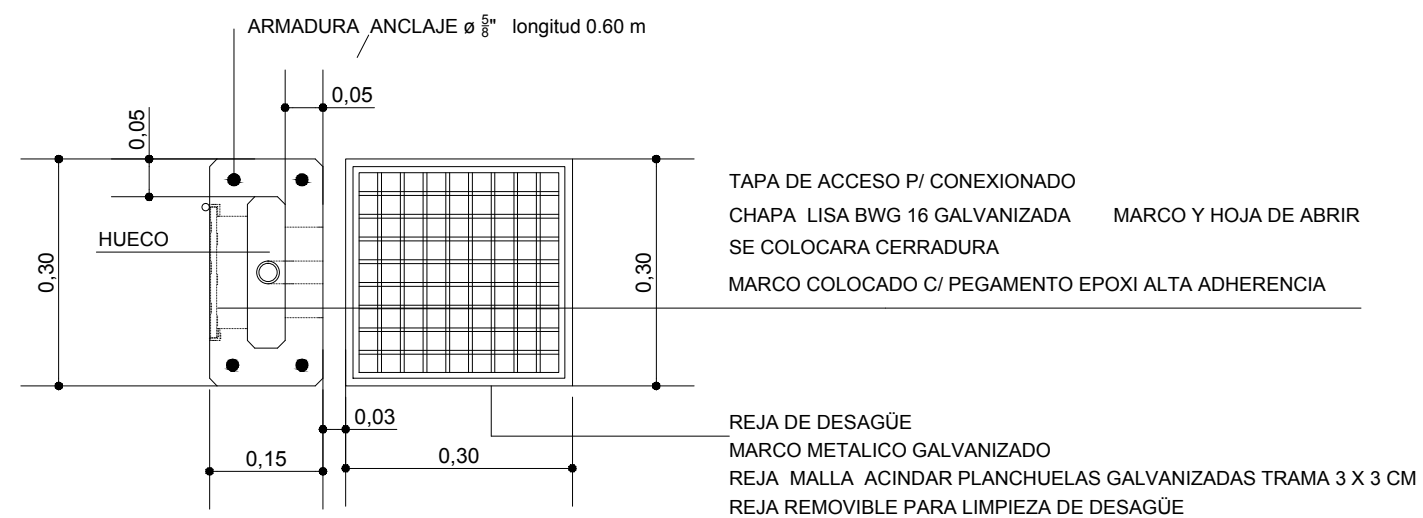 ARMADURA ANCLAJE ø 5/8" longitud 0.60 m
0,05
0,05
TAPA DE ACCESO P/ CONEXIONADO
CHAPA LISA BWG 16 GALVANIZADA MARCO Y HOJA DE ABRIR
HUECO
SE COLOCARA CERRADURA
0,30
0,30
MARCO COLOCADO C/ PEGAMENTO EPOXI ALTA ADHERENCIA
0,03
REJA DE DESAGÜE
MARCO METALICO GALVANIZADO
0,15
0,30
REJA MALLA ACINDAR PLANCHUELAS GALVANIZADAS TRAMA 3 X 3 CM
REJA REMOVIBLE PARA LIMPIEZA DE DESAGÜE